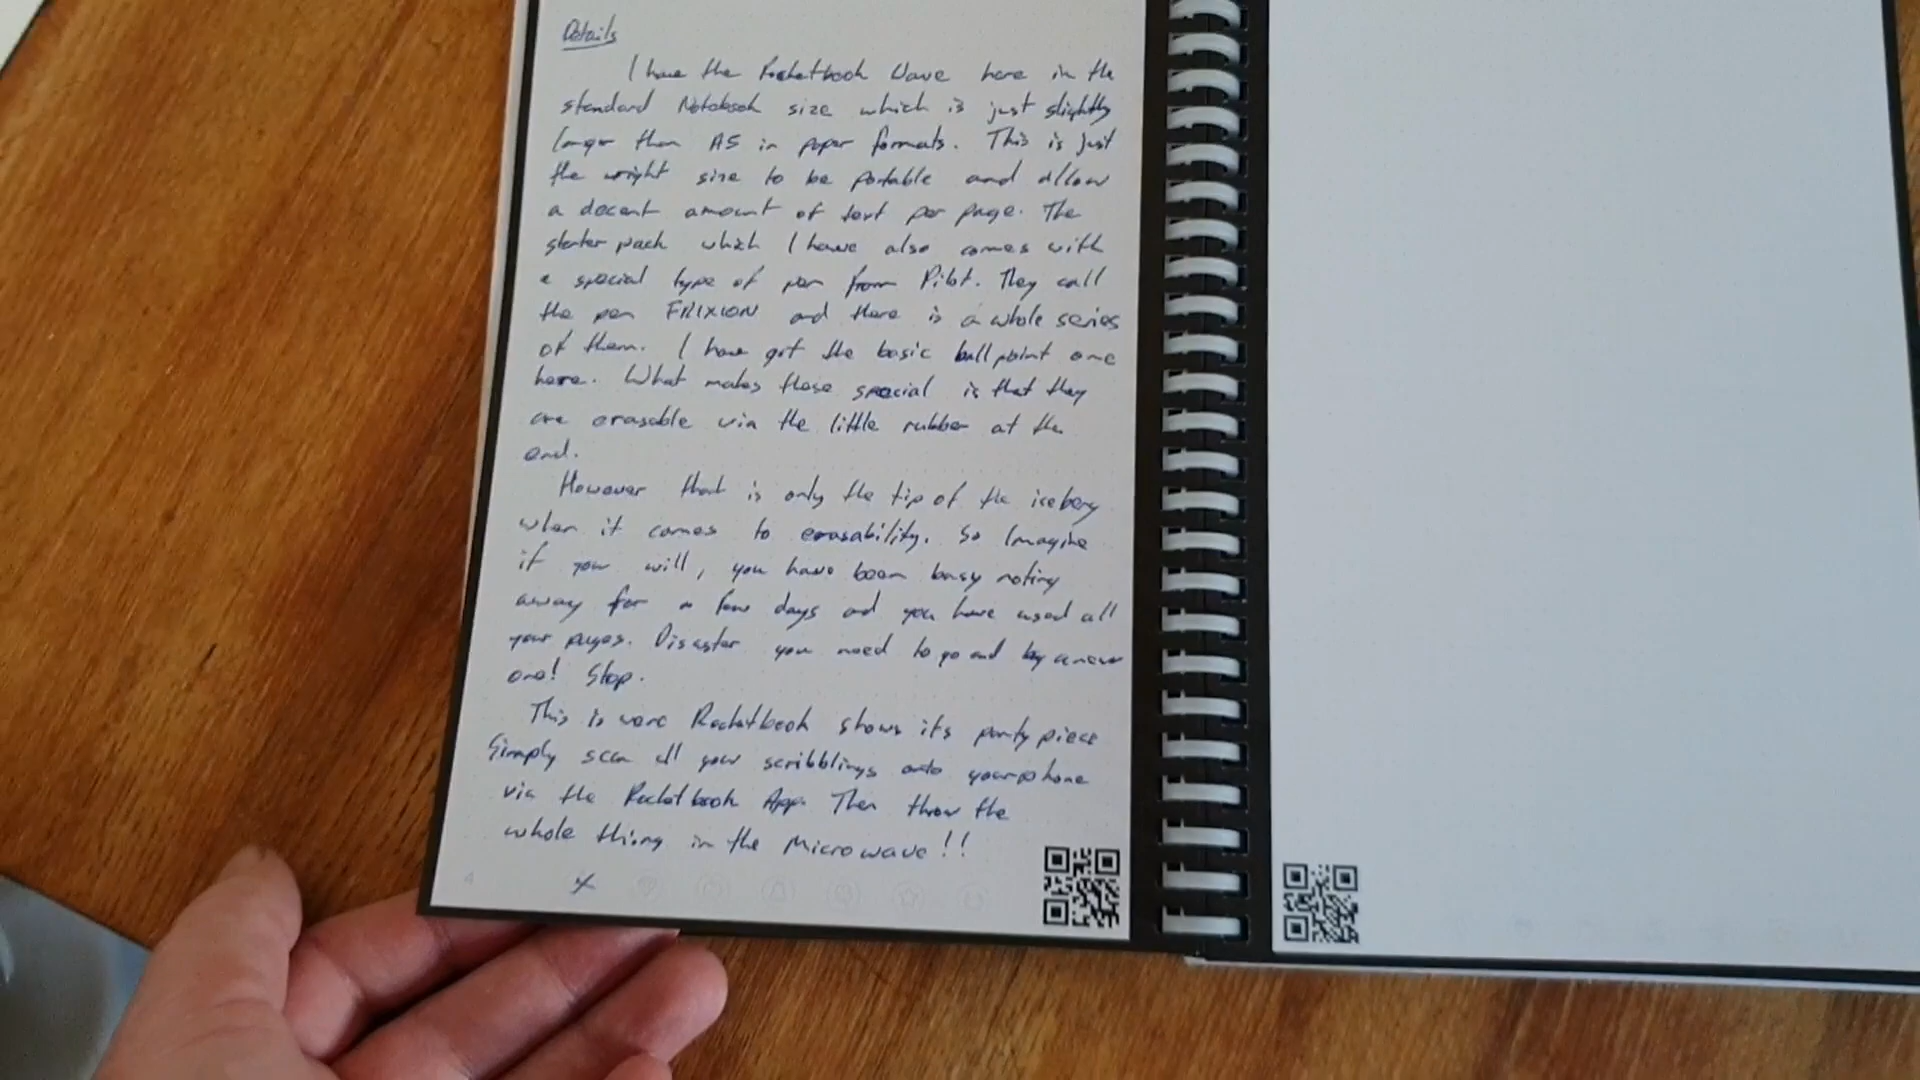 Details
I have the Rocketbook Wave here in the
standard Notebook size which is just slightly
larger than A5 in paper formats. This is just
the wright size to be portable and allow
a decent amount of text per page. The
starter pack which I have also comes with
a special type of pen from Pilot. They call
the pen FRIXION and there is a whole series
of them. I have got the basic ballpoint one
here. What makes these special is that they
are erasable via the little rubber at the
end.
However that is only the tip of the iceberg
when it comes to erasability. So Imagine
if you will, you have been busy noting
away for a few days and you have used all
your pages. Disaster you need to go and buy a new
one! Stop.
This is were Rocketbook shows its party piece
Simply scan all your scribblings onto your phone
via the Rocketbook App. Then throw the
whole thing in the Microwave!!
4